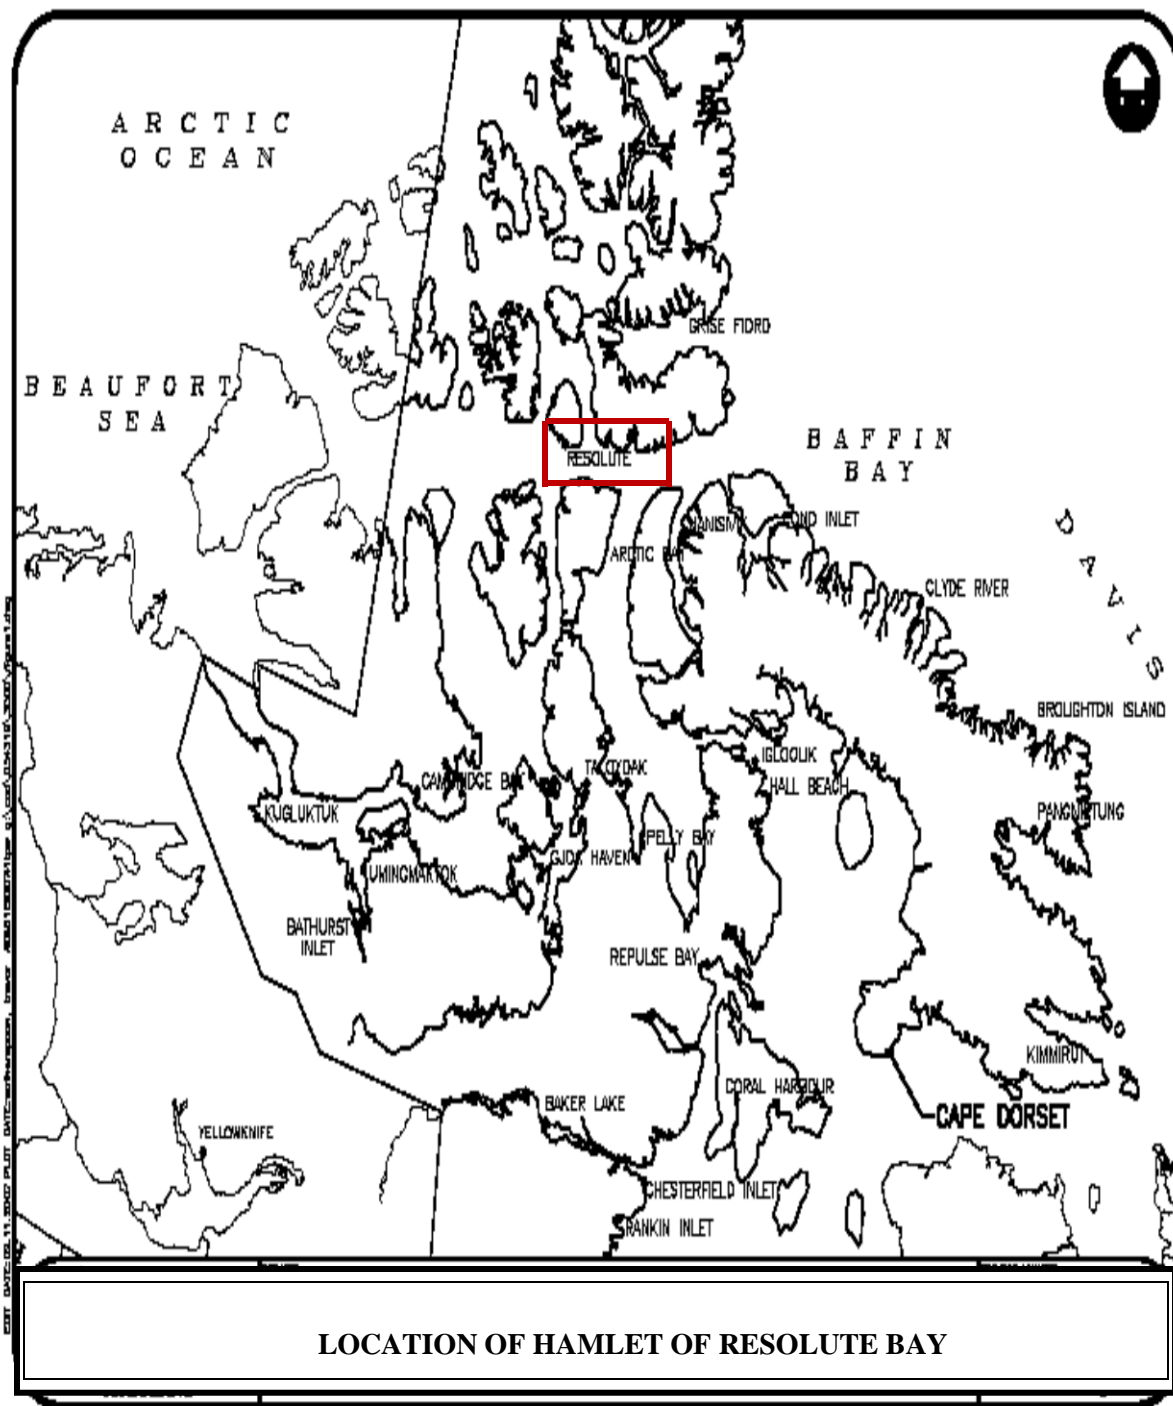 ARCTIC
OCEAN
BEAUFORT
SEA
GRISE FIORD
BAFFIN
BAY
RESOLUTE
POND INLET
ARCTIC BAY
DAVIS
CLYDE RIVER
BROUGHTON ISLAND
IGLOOLIK
HALL BEACH
CAMBRIDGE BAY
KUGLUKTUK
PANGNIRTUNG
PELLY BAY
GJOA HAVEN
UMINGMAKTOK
BATHURST
INLET
REPULSE BAY
KIMMIRUT
CORAL HARBOUR
BAKER LAKE
CAPE DORSET
YELLOWKNIFE
CHESTERFIELD INLET
RANKIN INLET
LOCATION OF HAMLET OF RESOLUTE BAY